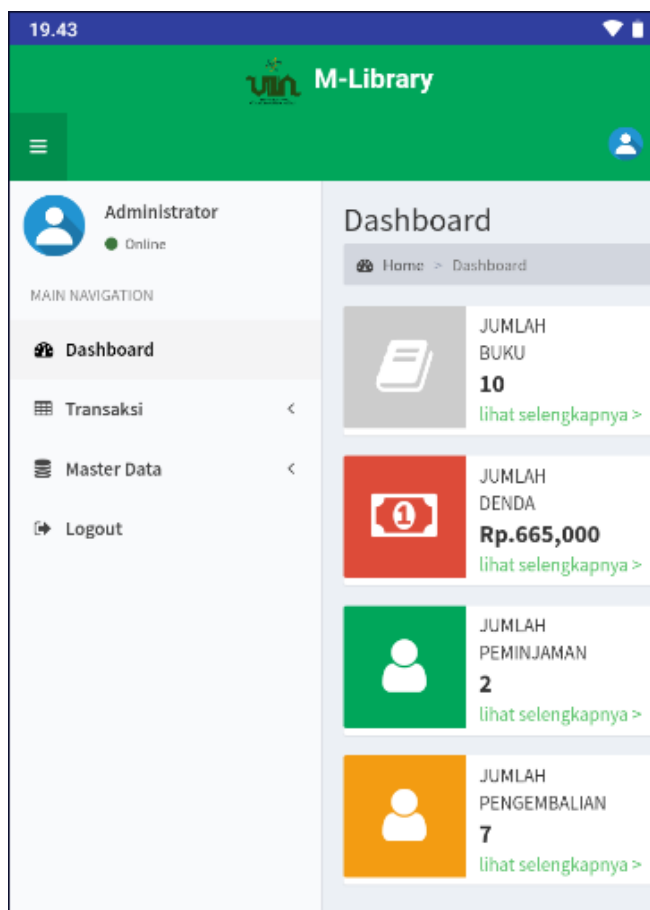 19.43
UIN M-Library
Administrator
Online
MAIN NAVIGATION
Dashboard
Transaksi
Master Data
Logout
Dashboard
Home > Dashboard
JUMLAH
BUKU
10
lihat selengkapnya >
JUMLAH
DENDA
Rp.665,000
lihat selengkapnya >
JUMLAH
PEMINJAMAN
2
lihat selengkapnya >
JUMLAH
PENGEMBALIAN
7
lihat selengkapnya >